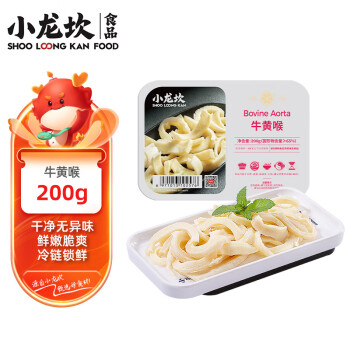 小龙坎 食品
SHOO LOONG KAN FOOD
牛黄喉
200g
干净无异味
鲜嫩脆爽
冷链锁鲜
小龙坎
SHOO LOONG KAN
Bovine Aorta
牛黄喉